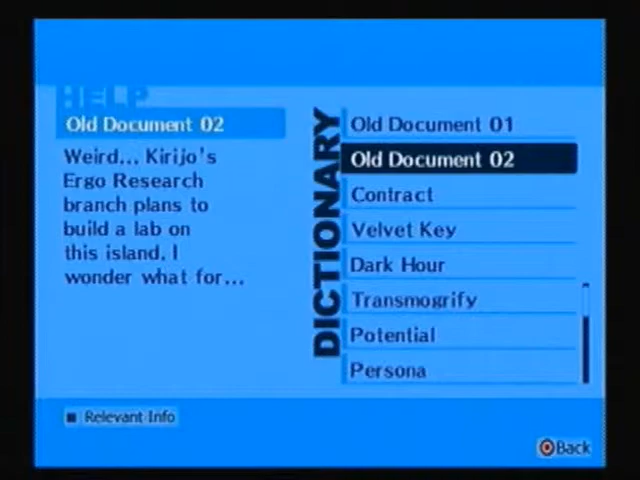 HELP
Old Document 02
Weird... Kirijo's
Ergo Research
branch plans to
build a lab on
this island. I
wonder what for...
DICTIONARY
Old Document 01
Old Document 02
Contract
Velvet Key
Dark Hour
Transmogrify
Potential
Persona
Relevant Info
Back